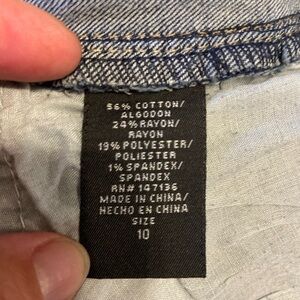 56% COTTON/
ALGODON
24% RAYON/
RAYON
19% POLYESTER/
POLIESTER
1% SPANDEX/
SPANDEX
RN# 147136
MADE IN CHINA/
HECHO EN CHINA
SIZE
10